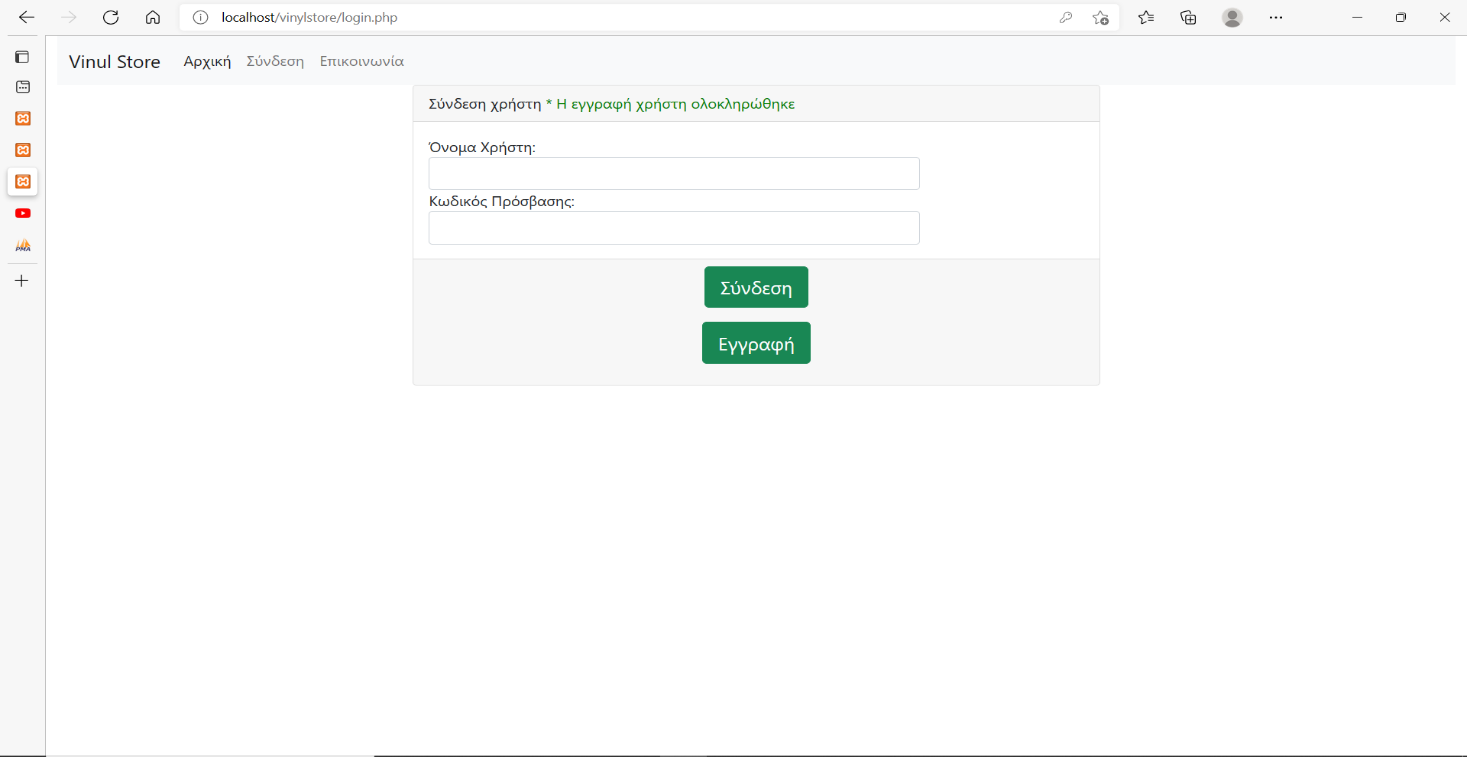 localhost/vinylstore/login.php
Vinul Store Αρχική Σύνδεση Επικοινωνία
Σύνδεση χρήστη * Η εγγραφή χρήστη ολοκληρώθηκε
Όνομα Χρήστη:
Κωδικός Πρόσβασης:
Σύνδεση
Εγγραφή
PMA